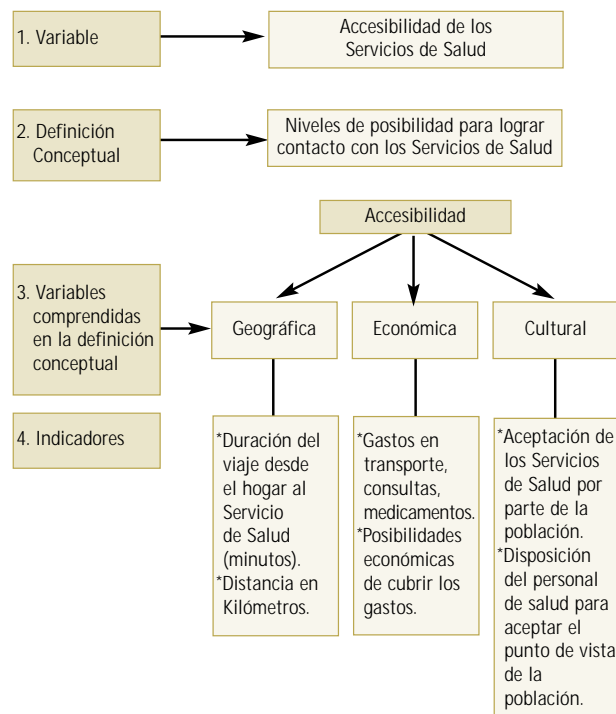 1. Variable
Accesibilidad de los
Servicios de Salud
2. Definición
Conceptual
Niveles de posibilidad para lograr
contacto con los Servicios de Salud
Accesibilidad
3. Variables
comprendidas
en la definición
conceptual
Geográfica
Económica
Cultural
4. Indicadores
*Duración del
viaje desde
el hogar al
Servicio
de Salud
(minutos).
*Distancia en
Kilómetros.
*Gastos en
transporte,
consultas,
medicamentos.
*Posibilidades
económicas
de cubrir los
gastos.
*Aceptación de
los Servicios
de Salud por
parte de la
población.
*Disposición
del personal
de salud para
aceptar el
punto de vista
de la
población.